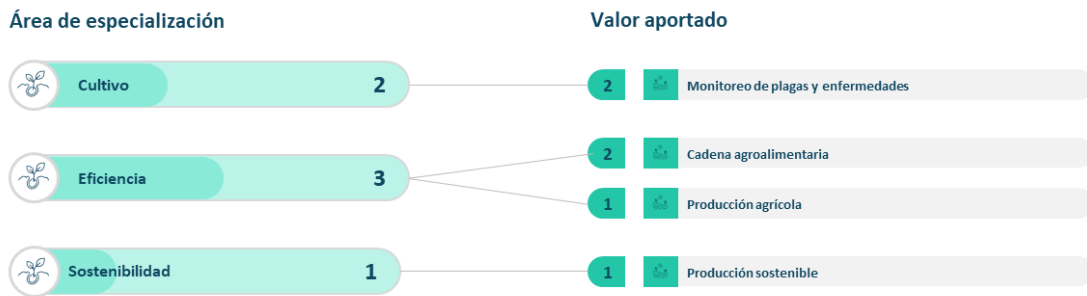 Área de especialización
Valor aportado
Cultivo 2
2 Monitoreo de plagas y enfermedades
Eficiencia 3
2 Cadena agroalimentaria
1 Producción agrícola
Sostenibilidad 1
1 Producción sostenible